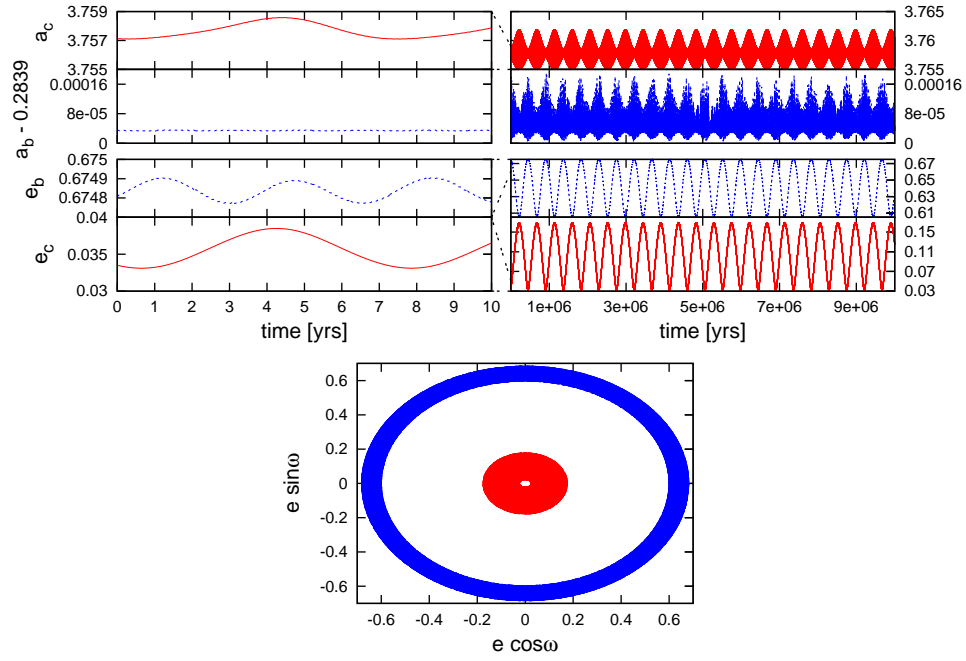 a_c
3.759
3.757
3.755
a_b - 0.2839
0.00016
8e-05
0
e_b
0.675
0.6749
0.6748
0.04
e_c
0.035
0.03
0 1 2 3 4 5 6 7 8 9 10
time [yrs]
3.765
3.76
3.755
0.00016
8e-05
0
0.67
0.65
0.63
0.61
0.15
0.11
0.07
0.03
1e+06 3e+06 5e+06 7e+06 9e+06
time [yrs]
e sinω
0.6
0.4
0.2
0
-0.2
-0.4
-0.6
-0.6 -0.4 -0.2 0 0.2 0.4 0.6
e cosω